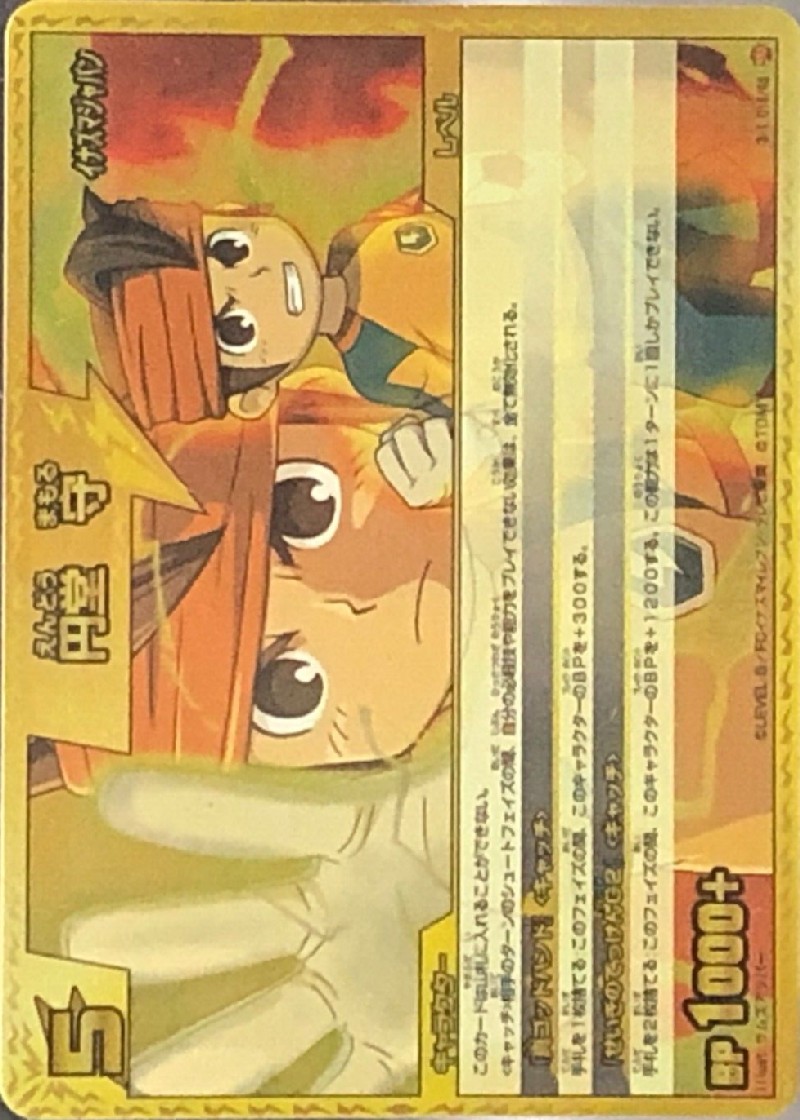 5
えんどう まもる
円堂 守
イナズマジャパン
キャラクター
レベル
このカードは山札に入れることができない。
<キャッチ>相手のターンのシュートフェイズの間、自分の必殺技や能力をプレイできない効果は、全て無効化される。
「真ゴッドハンド」<キャッチ>
手札を1枚捨てる:このフェイズの間、このキャラクターのBPを+300する。
「せいぎのてっけんG2」<キャッチ>
手札を2枚捨てる:このフェイズの間、このキャラクターのBPを+1200する。この能力は1ターンに1回しかプレイできない。
BP 1000+
©LEVEL-5/FCイナズマイレブン・テレビ東京 ©TOMY